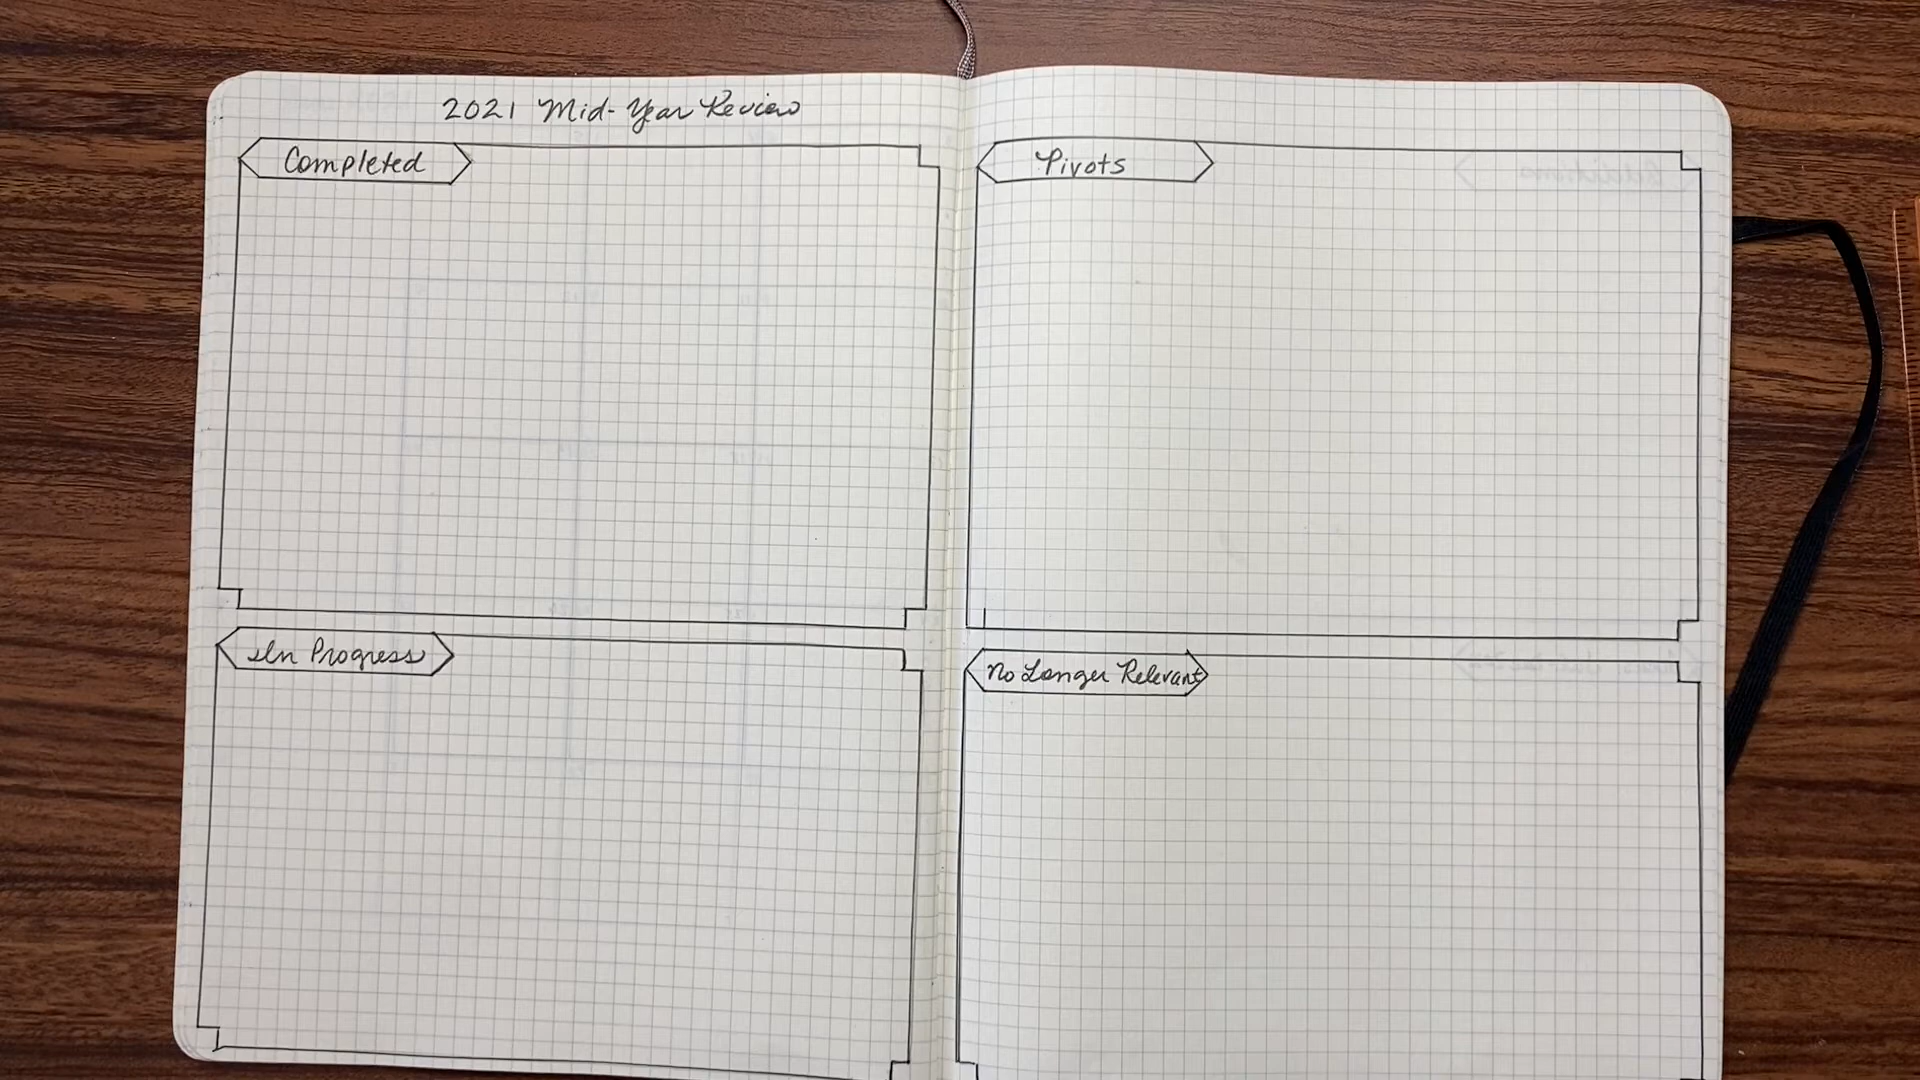 2021 Mid-Year Review
Completed
Pivots
In Progress
No Longer Relevant